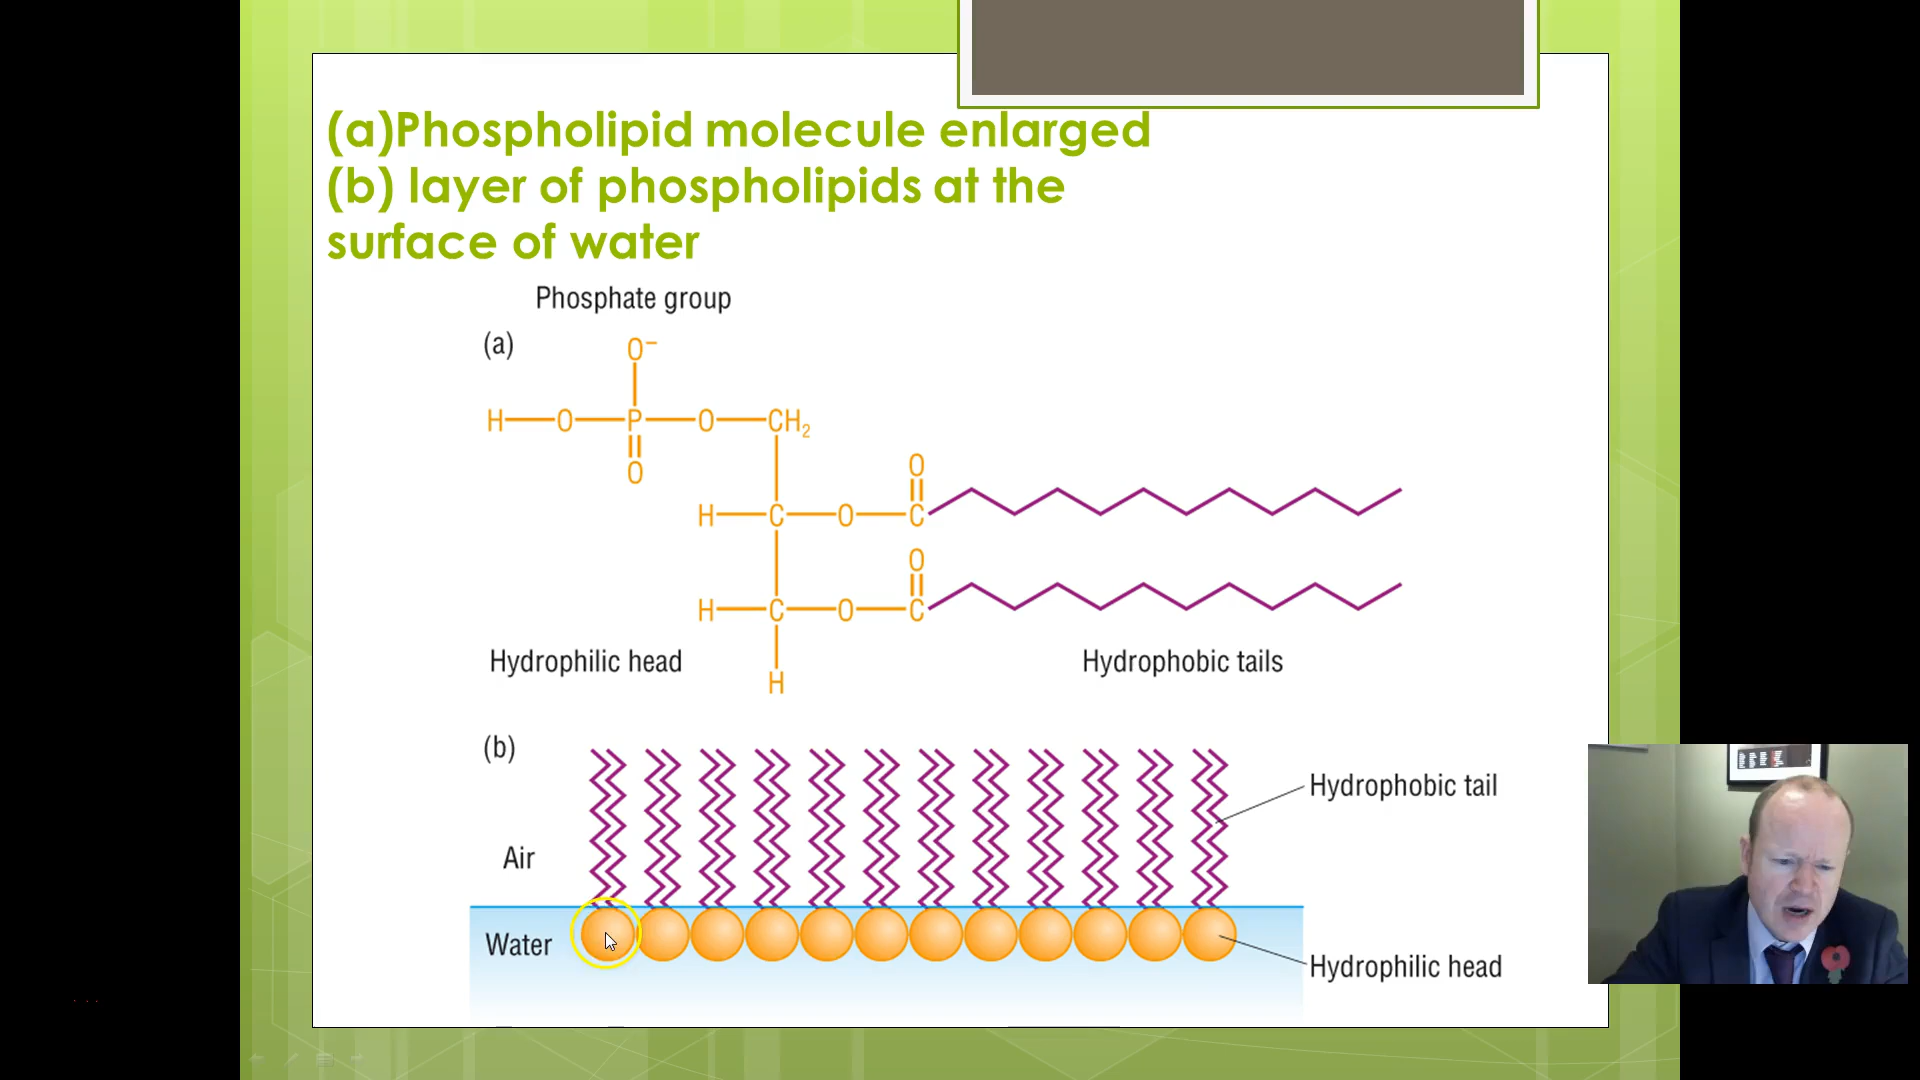 (a)Phospholipid molecule enlarged
(b) layer of phospholipids at the
surface of water
Phosphate group
(a)
O−
H O P O CH2
O
O
H C O C
O
H C O C
Hydrophilic head
Hydrophobic tails
H
(b)
Hydrophobic tail
Air
Water
Hydrophilic head